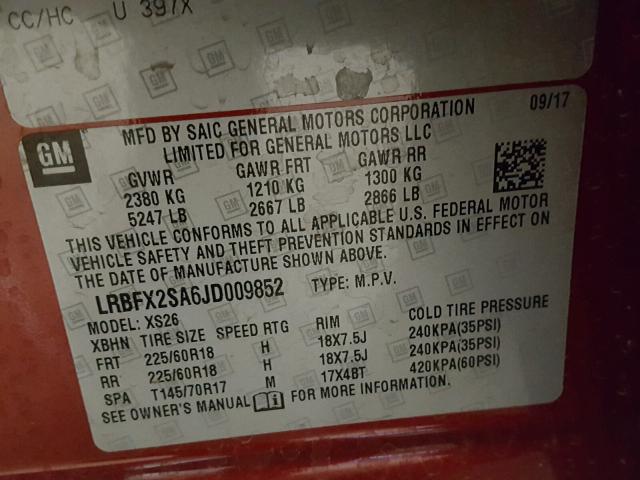 CC/HC U 397X
GM
09/17
MFD BY SAIC GENERAL MOTORS CORPORATION
LIMITED FOR GENERAL MOTORS LLC
GVWR GAWR FRT GAWR RR
2380 KG 1210 KG 1300 KG
5247 LB 2667 LB 2866 LB
THIS VEHICLE CONFORMS TO ALL APPLICABLE U.S. FEDERAL MOTOR
VEHICLE SAFETY AND THEFT PREVENTION STANDARDS IN EFFECT ON
THE DATE OF MANUFACTURE SHOWN ABOVE.
LRBFX2SA6JD009852 TYPE: M.P.V.
MODEL: XS26
XBHN TIRE SIZE SPEED RTG RIM COLD TIRE PRESSURE
FRT 225/60R18 H 18X7.5J 240KPA(35PSI)
RR 225/60R18 H 18X7.5J 240KPA(35PSI)
SPA T145/70R17 M 17X4BT 420KPA(60PSI)
SEE OWNER'S MANUAL FOR MORE INFORMATION.